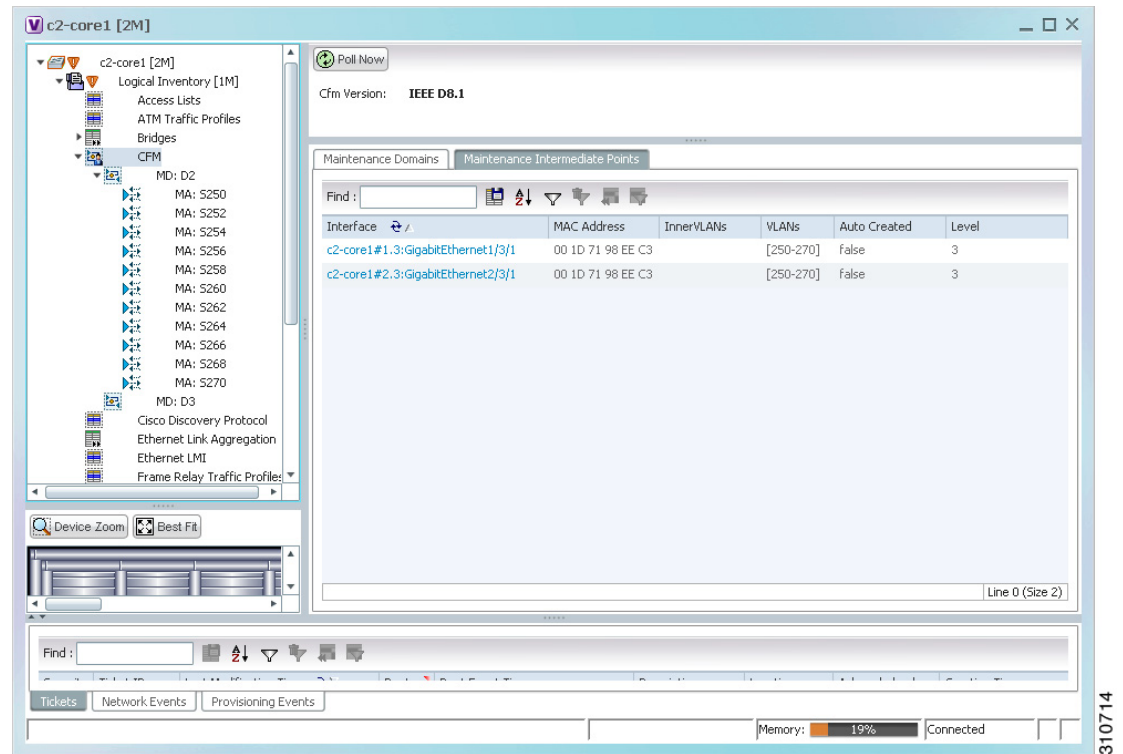 c2-core1 [2M]
c2-core1 [2M]
Logical Inventory [1M]
Access Lists
ATM Traffic Profiles
Bridges
CFM
MD: D2
MA: S250
MA: S252
MA: S254
MA: S256
MA: S258
MA: S260
MA: S262
MA: S264
MA: S266
MA: S268
MA: S270
MD: D3
Cisco Discovery Protocol
Ethernet Link Aggregation
Ethernet LMI
Frame Relay Traffic Profiles
Device Zoom Best Fit
Poll Now
Cfm Version: IEEE D8.1
Maintenance Domains Maintenance Intermediate Points
Find :
Interface MAC Address InnerVLANs VLANs Auto Created Level
c2-core1#1.3:GigabitEthernet1/3/1 00 1D 71 98 EE C3 [250-270] false 3
c2-core1#2.3:GigabitEthernet2/3/1 00 1D 71 98 EE C3 [250-270] false 3
Line 0 (Size 2)
Find :
Tickets Network Events Provisioning Events
Memory: 19% Connected
310714